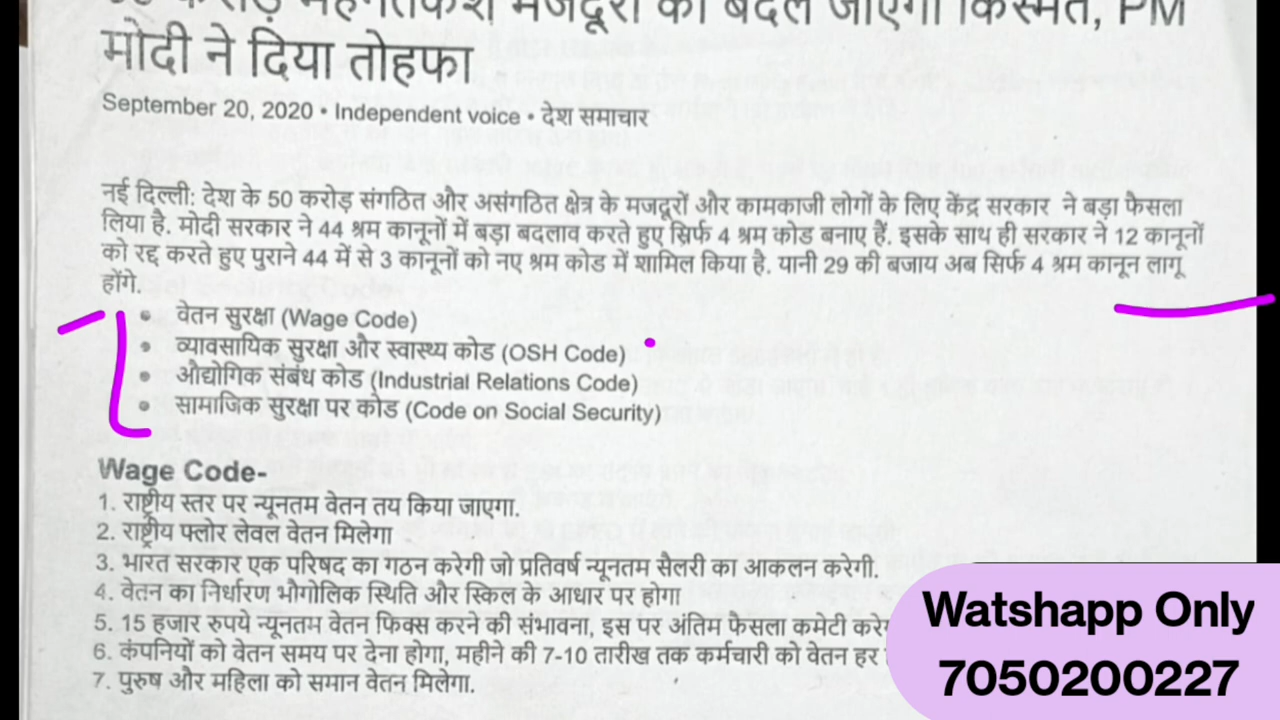 करोड़ मेहनतकश मजदूरों की बदल जाएगी किस्मत, PM
मोदी ने दिया तोहफा
September 20, 2020 • Independent voice • देश समाचार
नई दिल्ली: देश के 50 करोड़ संगठित और असंगठित क्षेत्र के मजदूरों और कामकाजी लोगों के लिए केंद्र सरकार ने बड़ा फैसला
लिया है. मोदी सरकार ने 44 श्रम कानूनों में बड़ा बदलाव करते हुए सिर्फ 4 श्रम कोड बनाए हैं. इसके साथ ही सरकार ने 12 कानूनों
को रद्द करते हुए पुराने 44 में से 3 कानूनों को नए श्रम कोड में शामिल किया है. यानी 29 की बजाय अब सिर्फ 4 श्रम कानून लागू
होंगे.
• वेतन सुरक्षा (Wage Code)
• व्यावसायिक सुरक्षा और स्वास्थ्य कोड (OSH Code)
• औद्योगिक संबंध कोड (Industrial Relations Code)
• सामाजिक सुरक्षा पर कोड (Code on Social Security)
Wage Code-
1. राष्ट्रीय स्तर पर न्यूनतम वेतन तय किया जाएगा.
2. राष्ट्रीय फ्लोर लेवल वेतन मिलेगा
3. भारत सरकार एक परिषद का गठन करेगी जो प्रतिवर्ष न्यूनतम सैलरी का आकलन करेगी.
4. वेतन का निर्धारण भौगोलिक स्थिति और स्किल के आधार पर होगा
5. 15 हजार रुपये न्यूनतम वेतन फिक्स करने की संभावना, इस पर अंतिम फैसला कमेटी
6. कंपनियों को वेतन समय पर देना होगा, महीने की 7-10 तारीख तक कर्मचारी को वेतन हर
7. पुरुष और महिला को समान वेतन मिलेगा.
Watshapp Only
7050200227